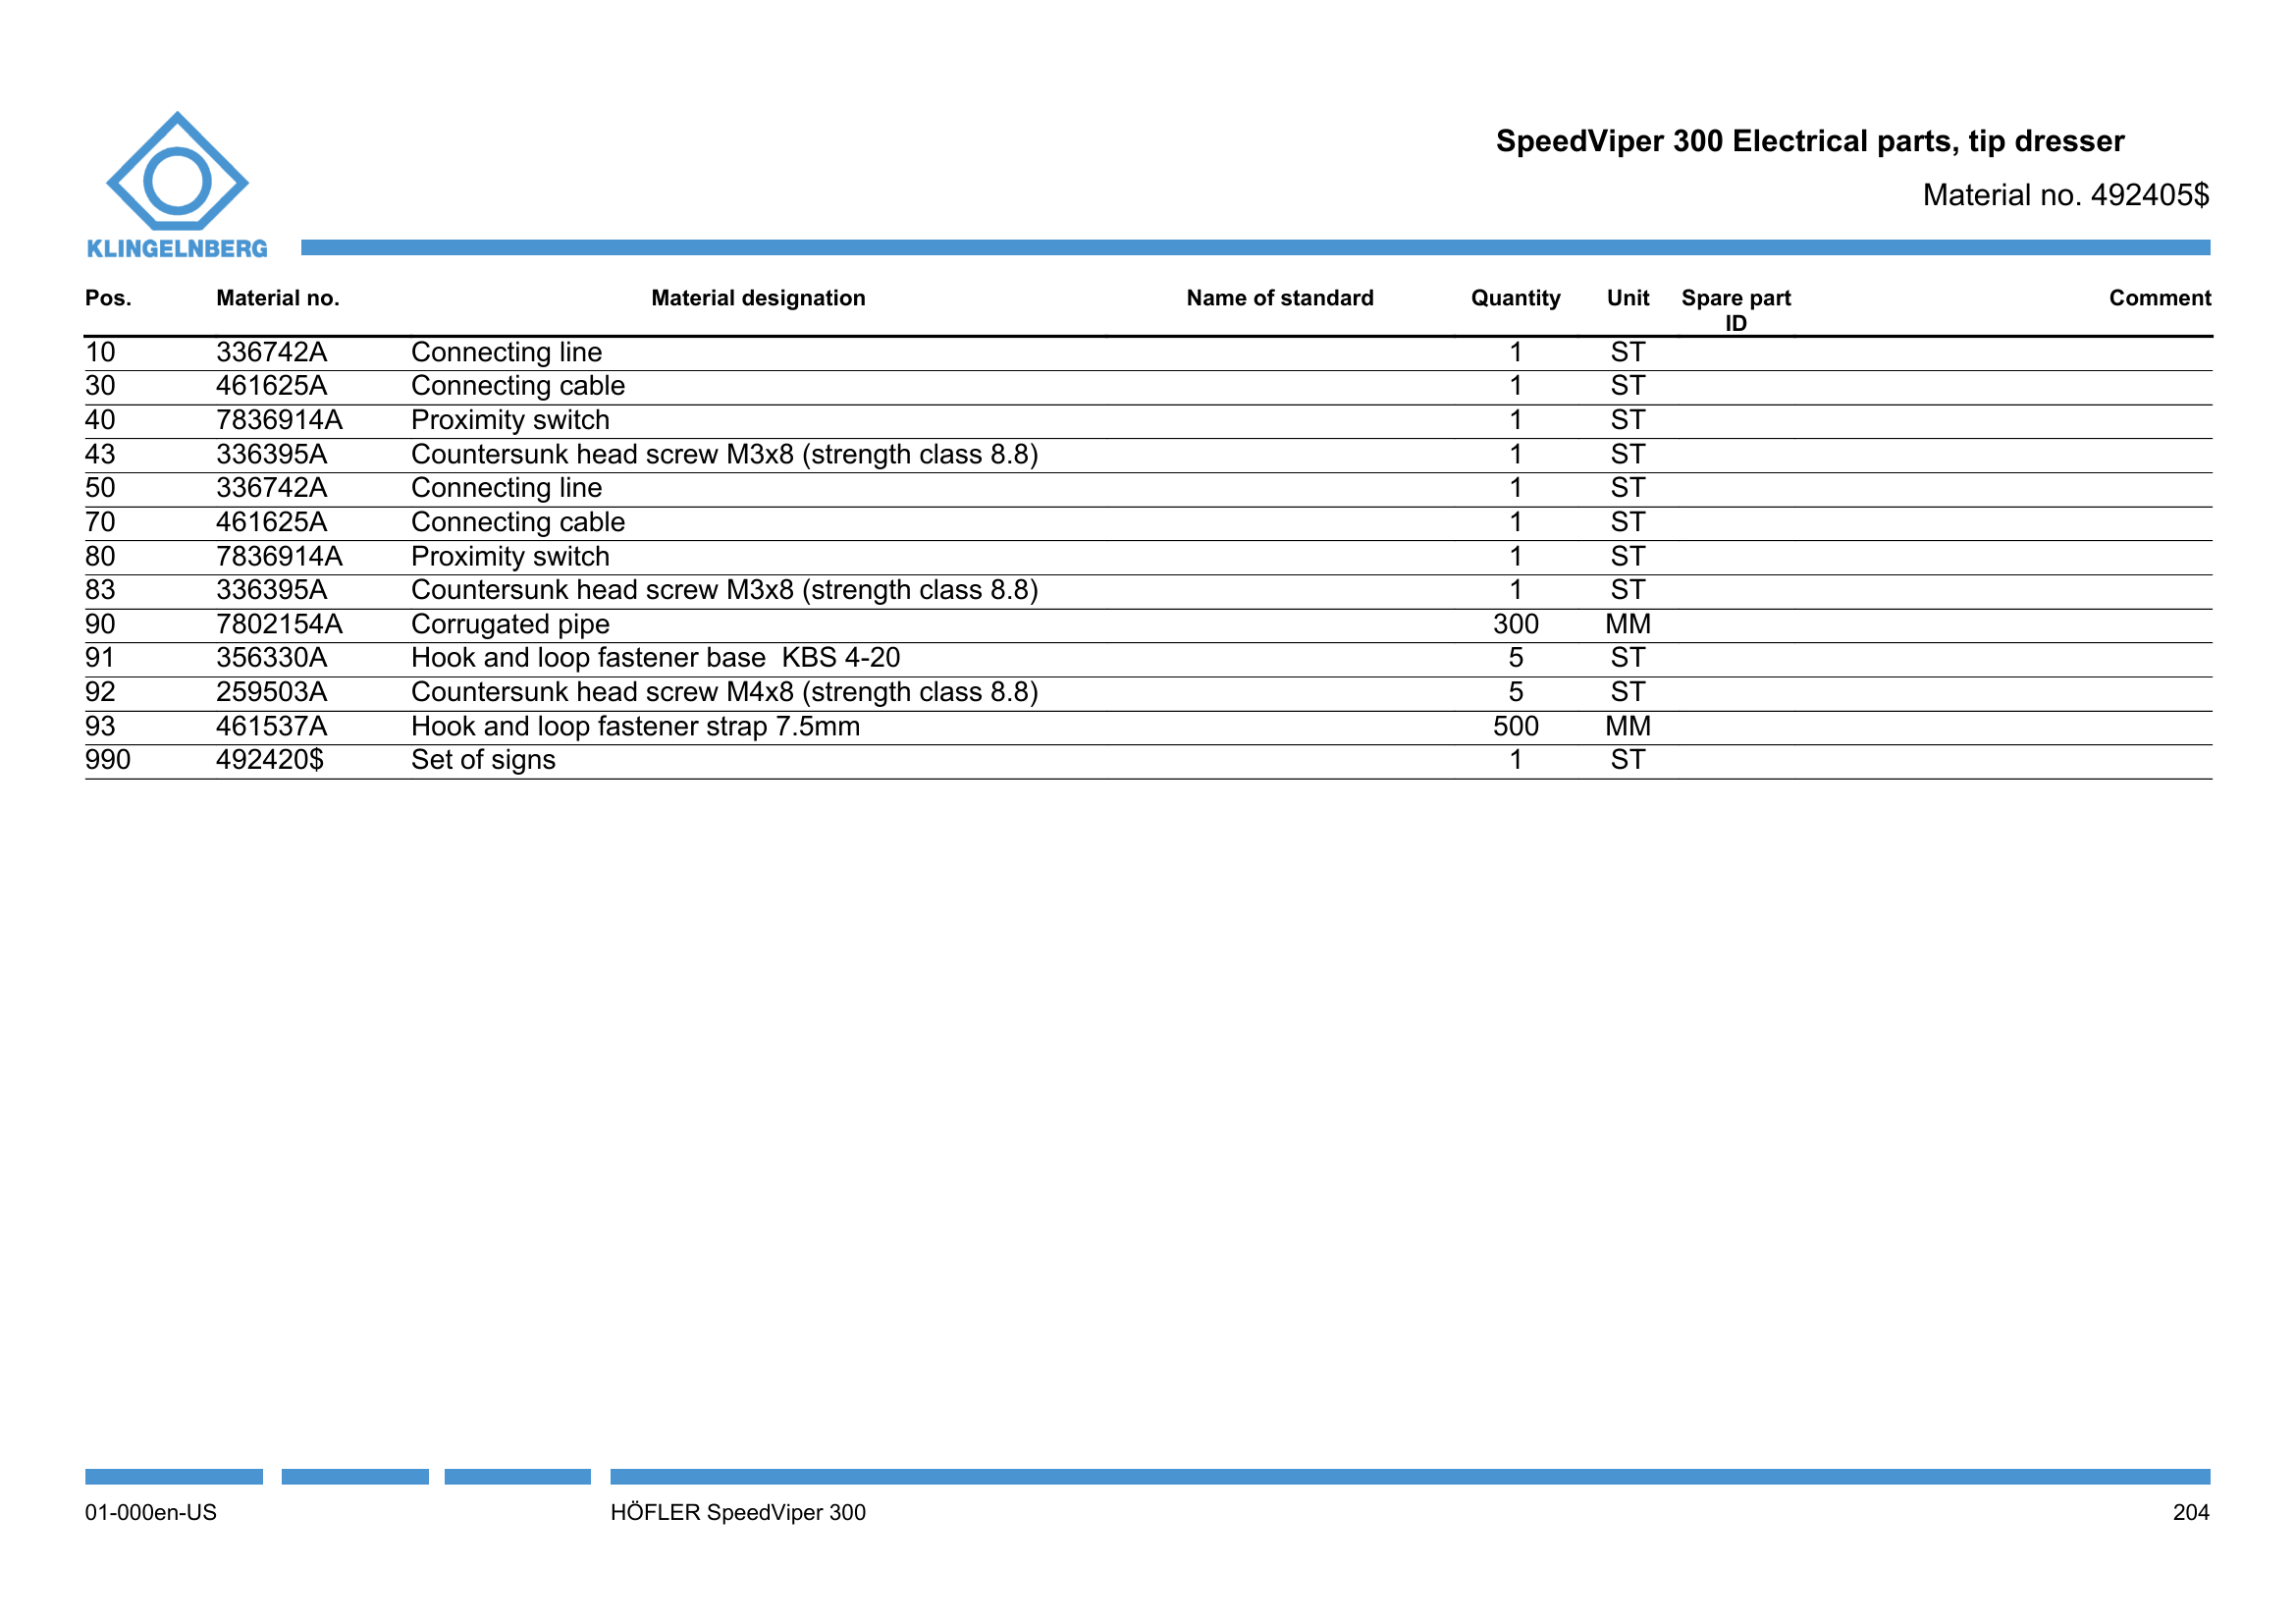 KLINGELNBERG
SpeedViper 300 Electrical parts, tip dresser
Material no. 492405$
Pos. Material no. Material designation Name of standard Quantity Unit Spare part ID Comment
10 336742A Connecting line 1 ST
30 461625A Connecting cable 1 ST
40 7836914A Proximity switch 1 ST
43 336395A Countersunk head screw M3x8 (strength class 8.8) 1 ST
50 336742A Connecting line 1 ST
70 461625A Connecting cable 1 ST
80 7836914A Proximity switch 1 ST
83 336395A Countersunk head screw M3x8 (strength class 8.8) 1 ST
90 7802154A Corrugated pipe 300 MM
91 356330A Hook and loop fastener base  KBS 4-20 5 ST
92 259503A Countersunk head screw M4x8 (strength class 8.8) 5 ST
93 461537A Hook and loop fastener strap 7.5mm 500 MM
990 492420$ Set of signs 1 ST
01-000en-US HÖFLER SpeedViper 300 204